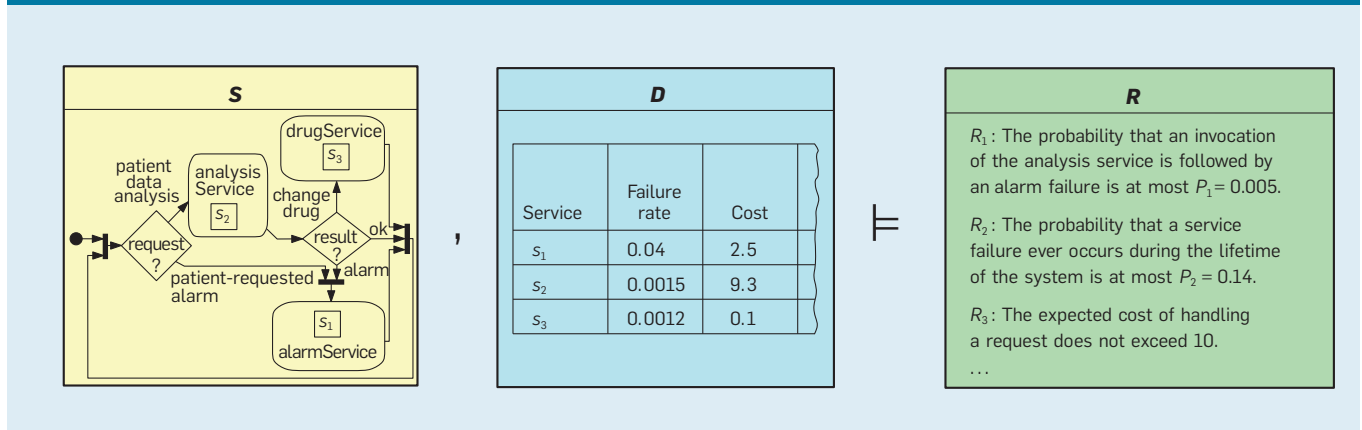 S
drugService
s3
patient
data
analysis
analysis
Service
s2
change
drug
request
?
result
?
ok
alarm
patient-requested
alarm
s1
alarmService
,
D
Service
Failure
rate
Cost
s1 0.04 2.5
s2 0.0015 9.3
s3 0.0012 0.1
⊨
R
R1: The probability that an invocation
of the analysis service is followed by
an alarm failure is at most P1 = 0.005.
R2: The probability that a service
failure ever occurs during the lifetime
of the system is at most P2 = 0.14.
R3: The expected cost of handling
a request does not exceed 10.
...